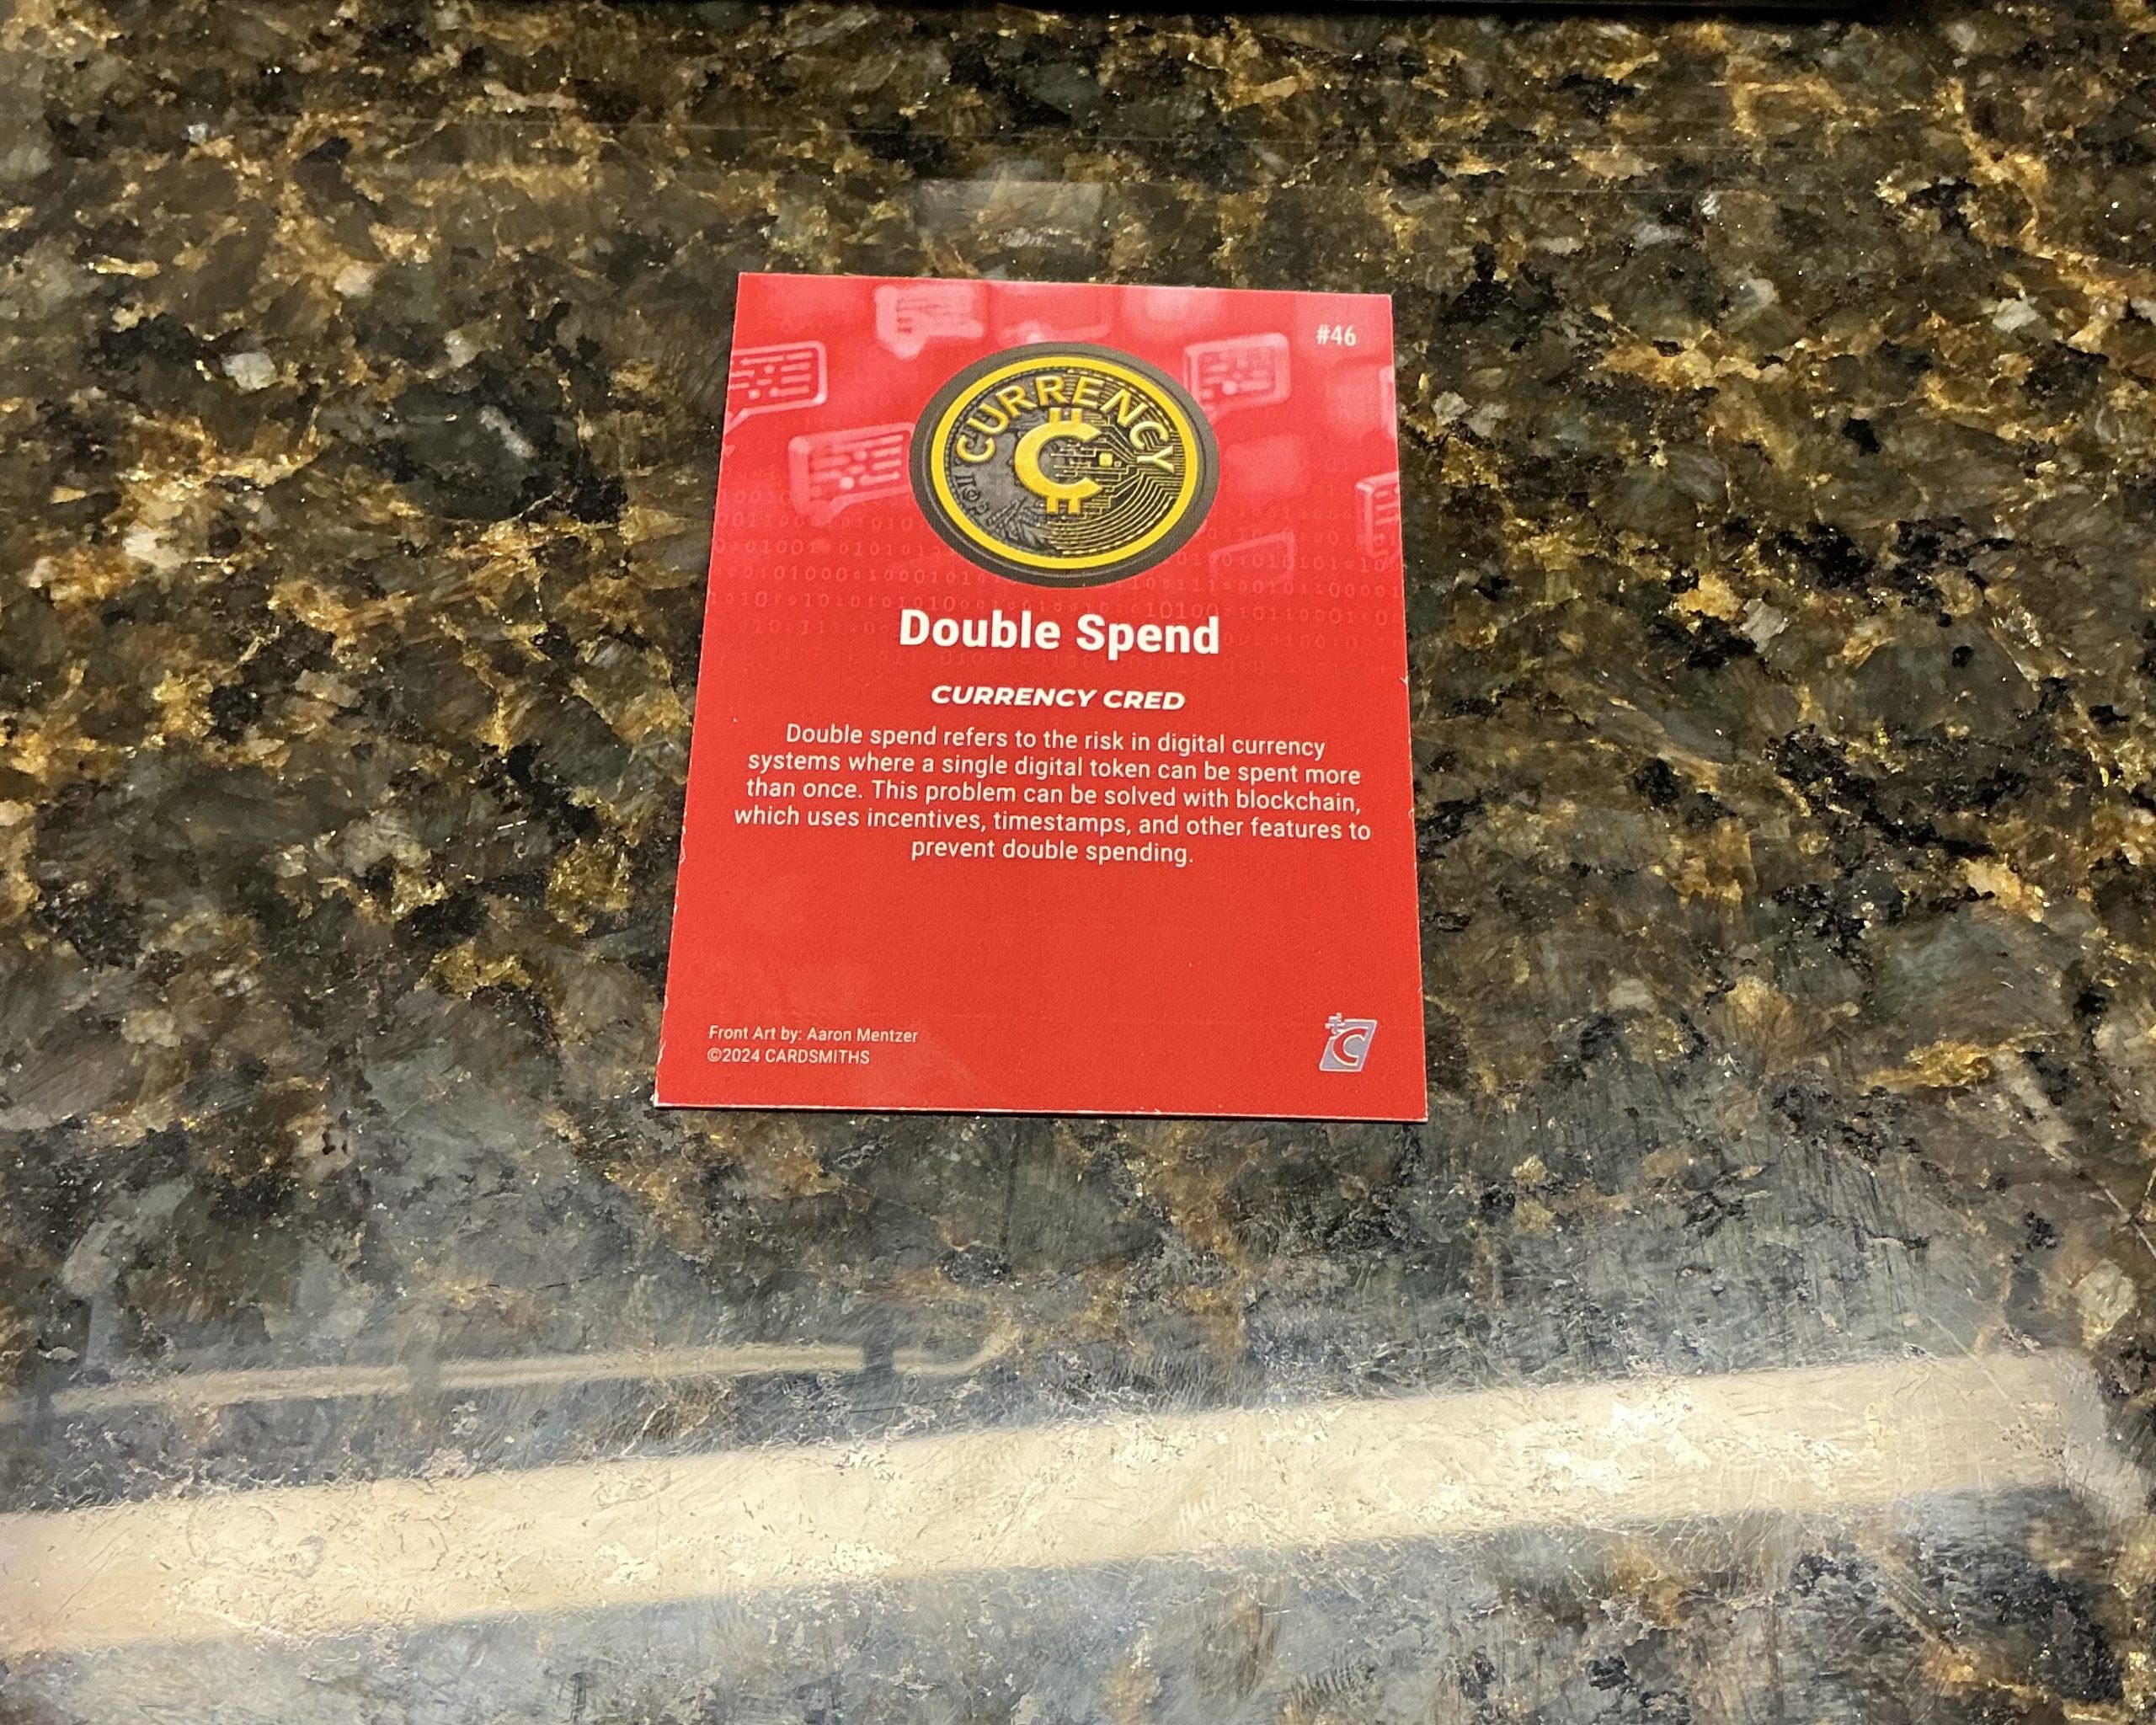 #46
CURRENCY
Double Spend
CURRENCY CRED
Double spend refers to the risk in digital currency
systems where a single digital token can be spent more
than once. This problem can be solved with blockchain,
which uses incentives, timestamps, and other features to
prevent double spending.
Front Art by: Aaron Mentzer
©2024 CARDSMITHS